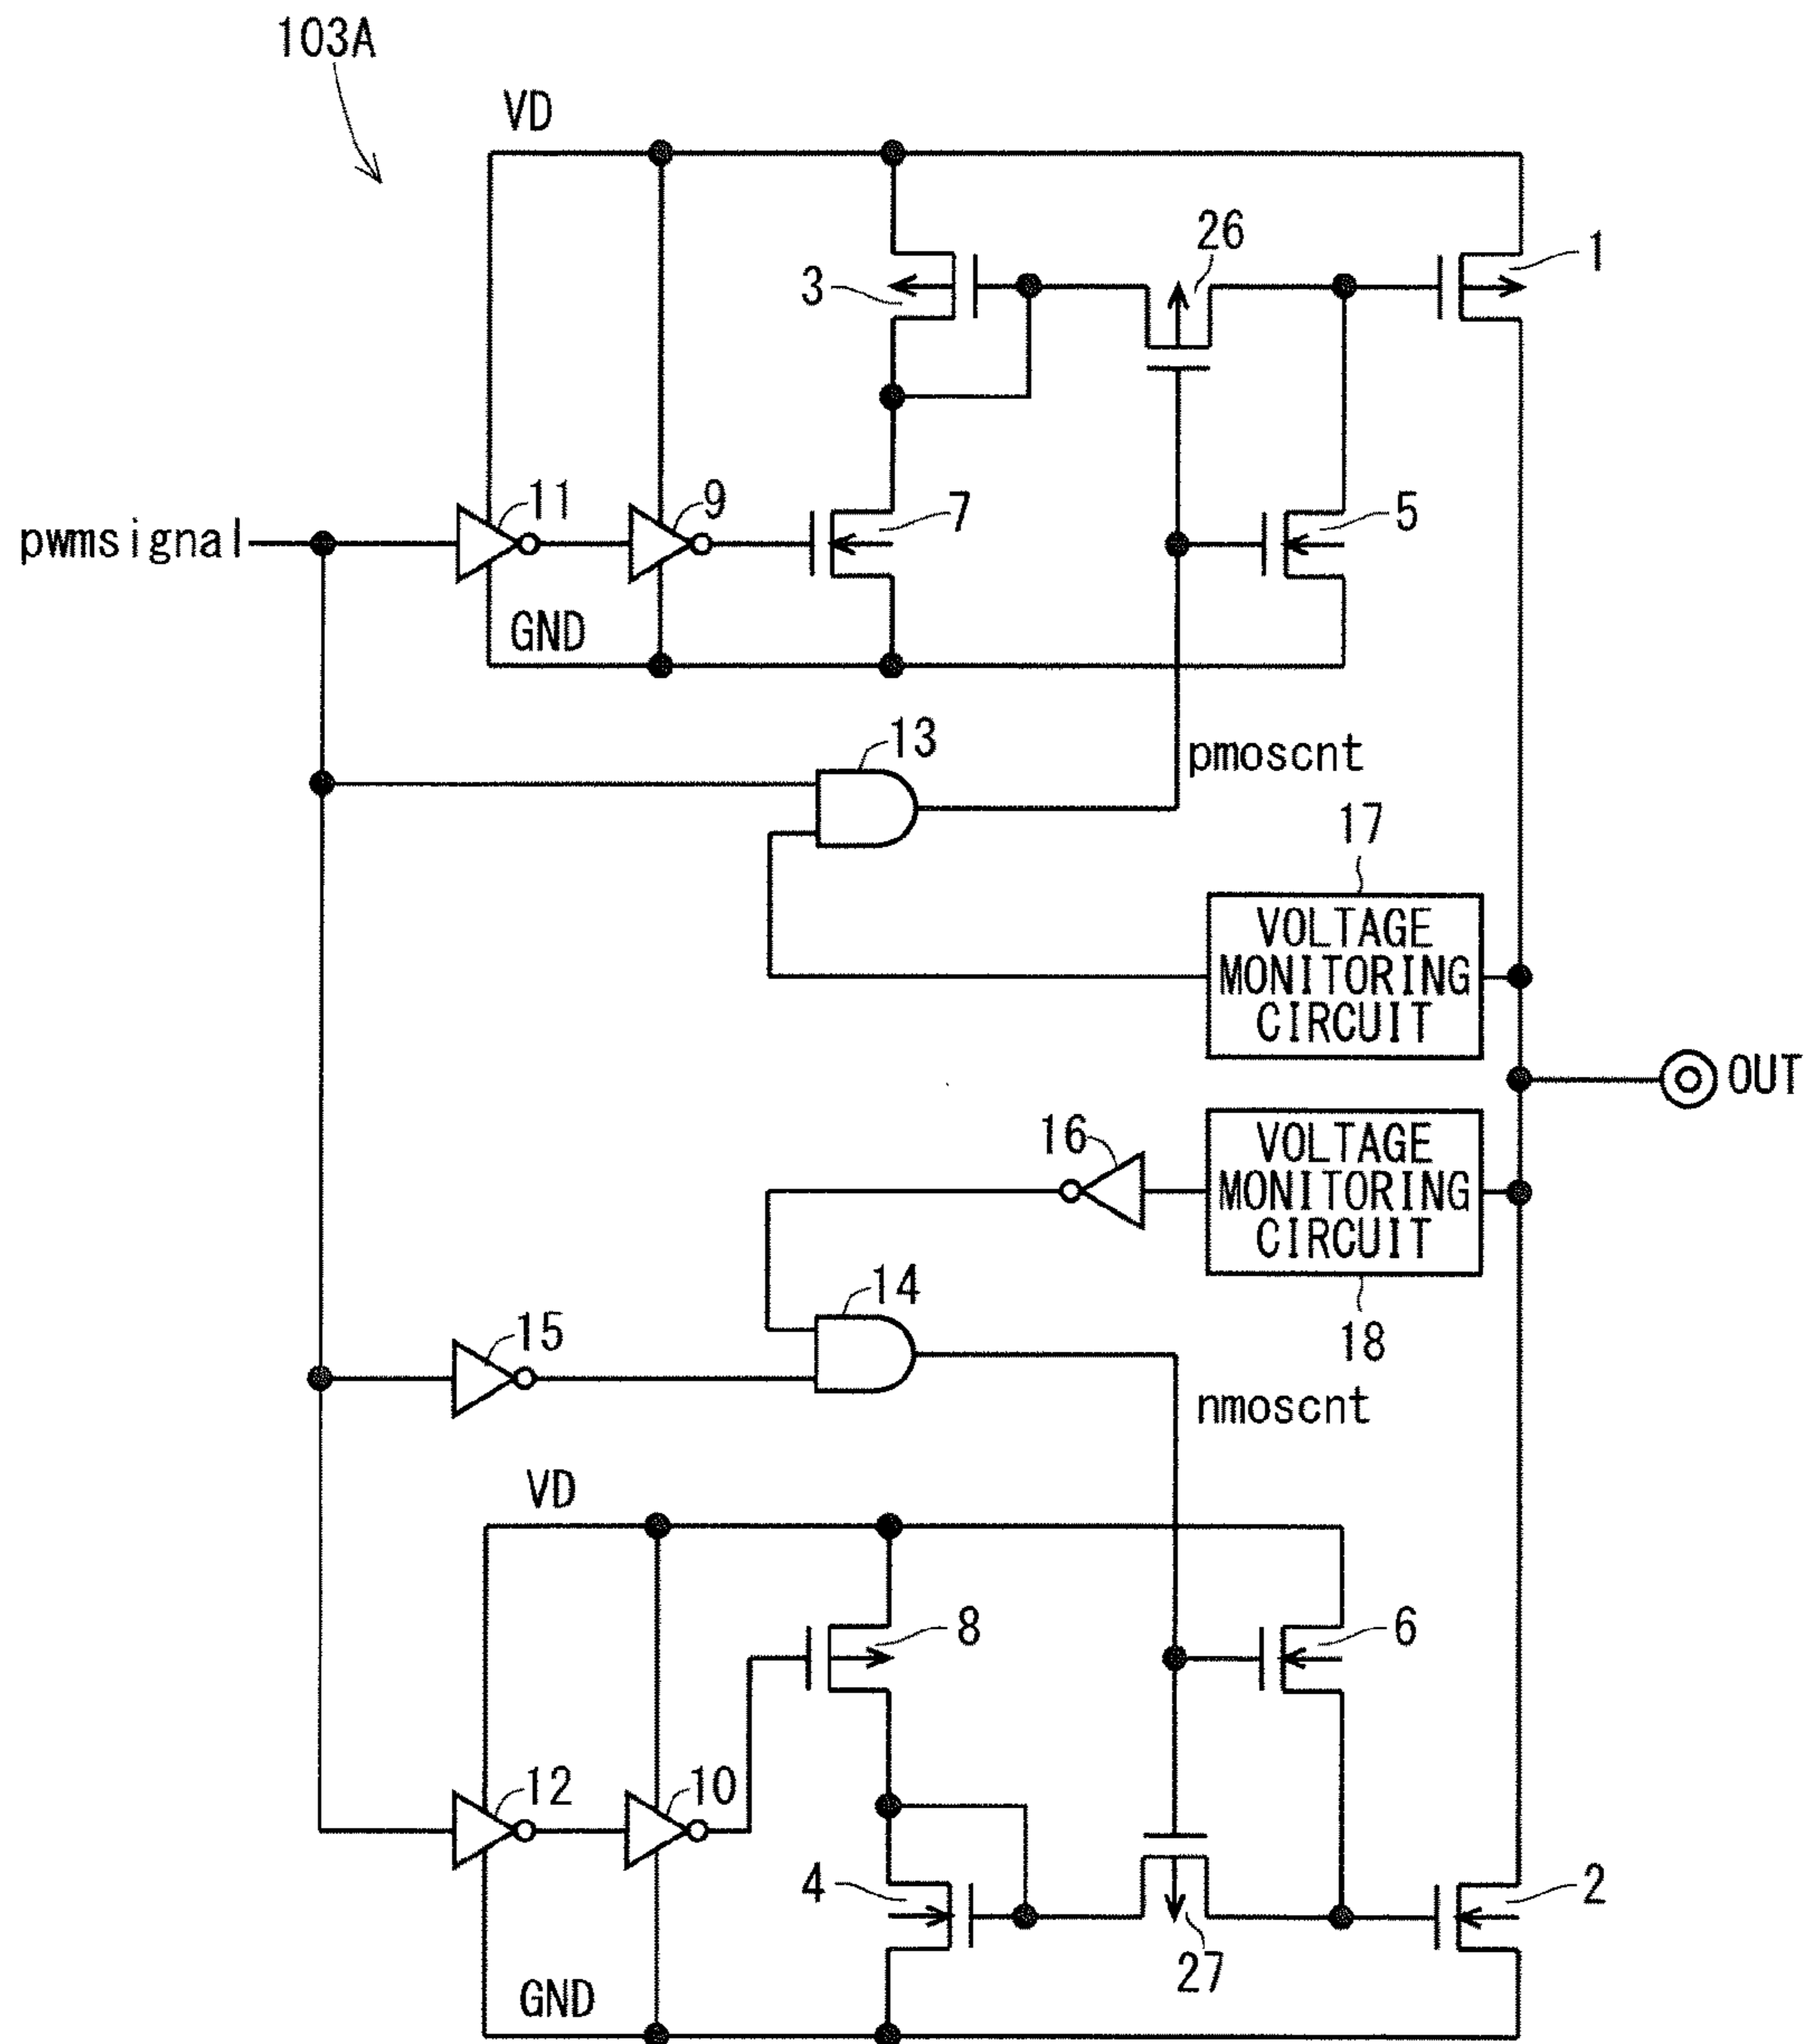 103A
VD
26
1
3
11
9
7
5
pwmsignal
GND
13
pmoscnt
17
VOLTAGE
MONITORING
CIRCUIT
OUT
16
VOLTAGE
MONITORING
CIRCUIT
14
15
18
nmoscnt
VD
8
6
12
10
4
2
27
GND